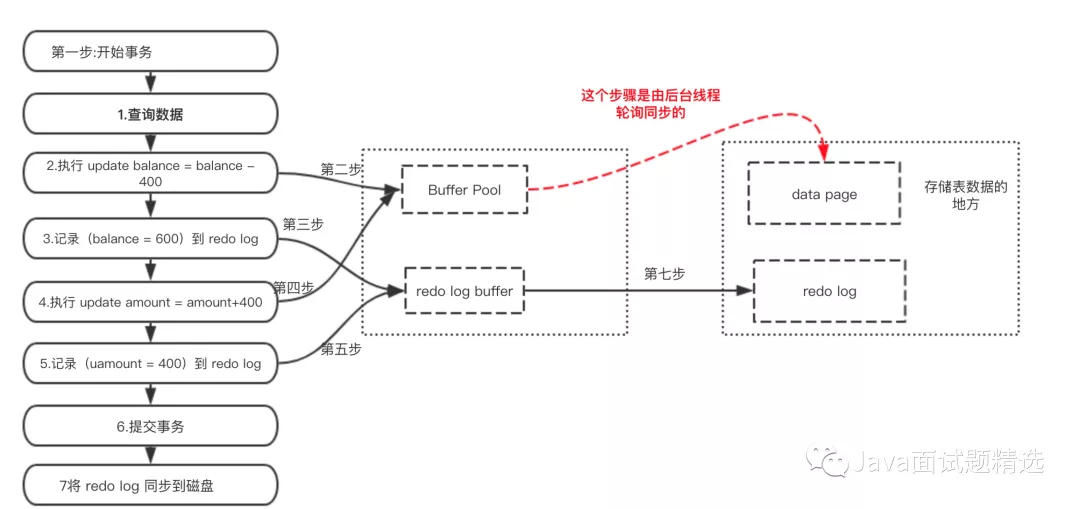 第一步:开始事务
1.查询数据
2.执行 update balance = balance –
400
3.记录（balance = 600）到 redo log
4.执行 update amount = amount+400
5.记录（uamount = 400）到 redo log
6.提交事务
7将 redo log 同步到磁盘
第二步
第三步
第四步
第五步
Buffer Pool
redo log buffer
这个步骤是由后台线程
轮询同步的
第七步
data page
redo log
存储表数据的
地方
Java面试题精选